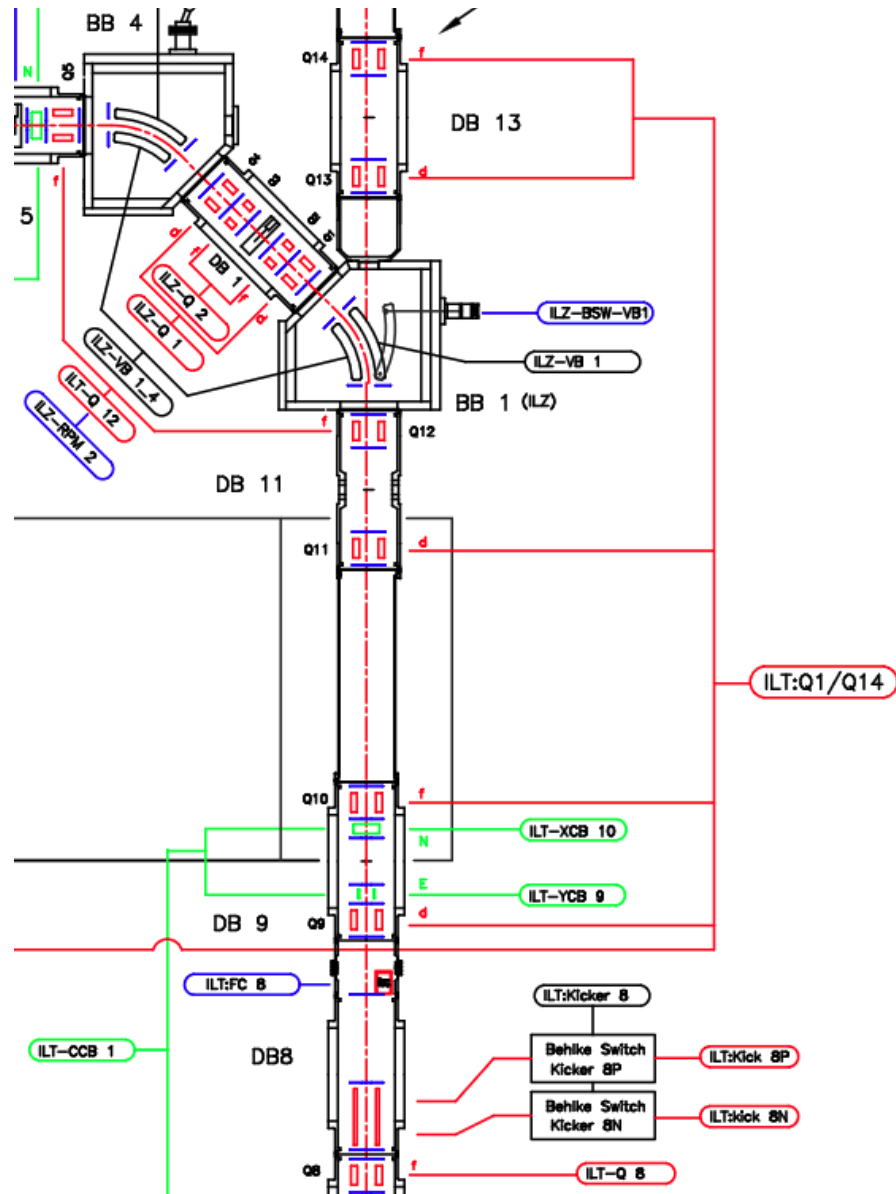 BB 4
Q5
N
Q14
f
DB 13
Q13
d
5
f
d
f
DB 1
f
d
ILZ-Q 2
ILZ-Q 1
ILZ-VB 1_4
ILT-Q 12
ILZ-RPM 2
ILZ-BSW-VB1
ILZ-VB 1
BB 1 (ILZ)
f
Q12
DB 11
Q11
d
ILT:Q1/Q14
Q10
f
ILT-XCB 10
N
E
ILT-YCB 9
DB 9
Q9
d
ILT:FC 8
ILT:Kicker 8
ILT-CCB 1
DB8
Behlke Switch
Kicker 8P
ILT:Kick 8P
Behlke Switch
Kicker 8N
ILT:kick 8N
Q8
f
ILT-Q 8